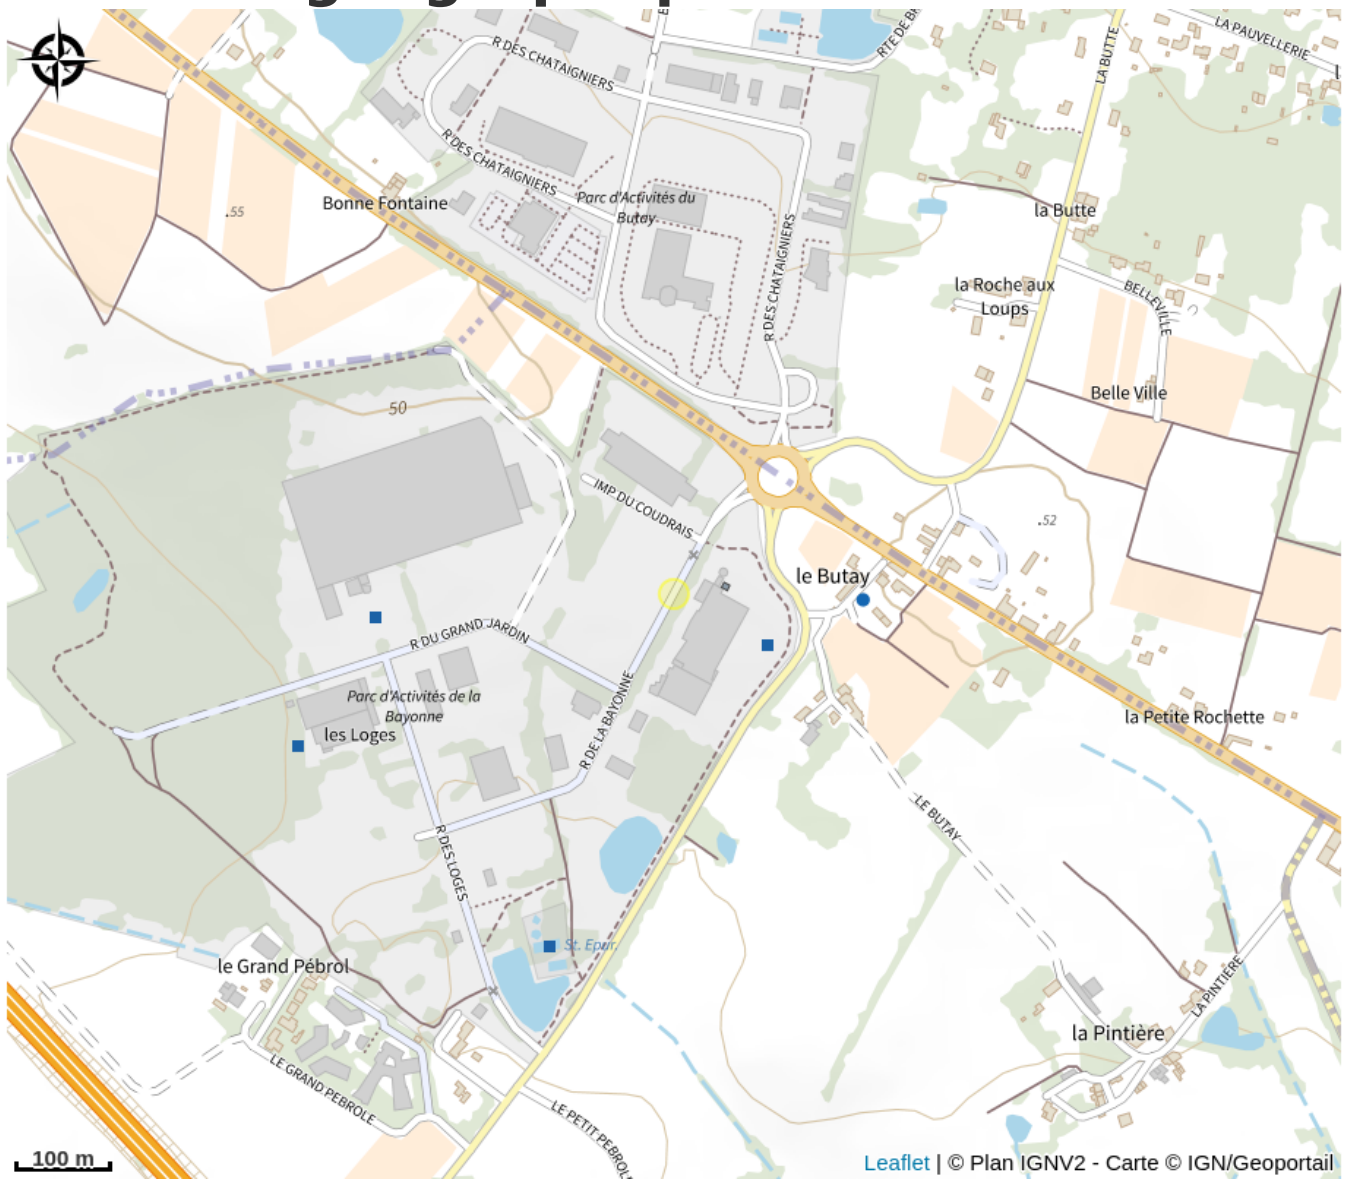 R DES CHATAIGNIERS
LA BUTTE
LA PAUVELLERIE
R DES CHATAIGNIERS
Parc d'Activités du
Butay
Bonne Fontaine
55
R DES CHATAIGNIERS
la Butte
la Roche aux
Loups
BELLEVILLE
Belle Ville
50
IMP DU COUDRAIS
52
le Butay
R DU GRAND JARDIN
Parc d'Activités de la
Bayonne
les Loges
R DE LA BAYONNE
la Petite Rochette
LE BUTAY
R DES LOGES
St. Epur.
le Grand Pébrol
LA PINTIERE
la Pintière
LE GRAND PEBROLE
LE PETIT PEBROL
100 m
Leaflet | © Plan IGNV2 - Carte © IGN/Geoportail